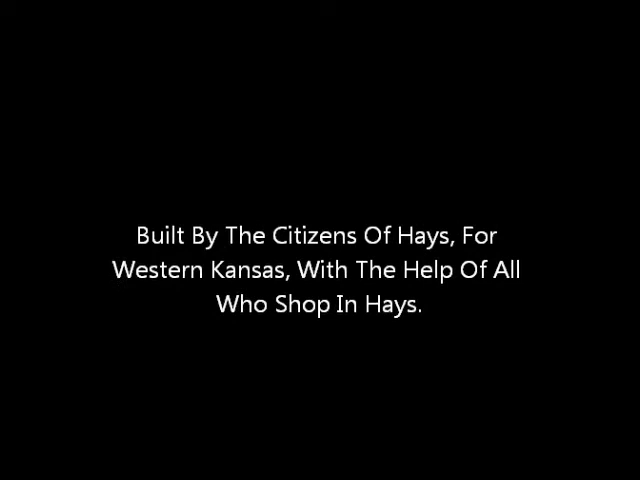 Built By The Citizens Of Hays, For
Western Kansas, With The Help Of All
Who Shop In Hays.